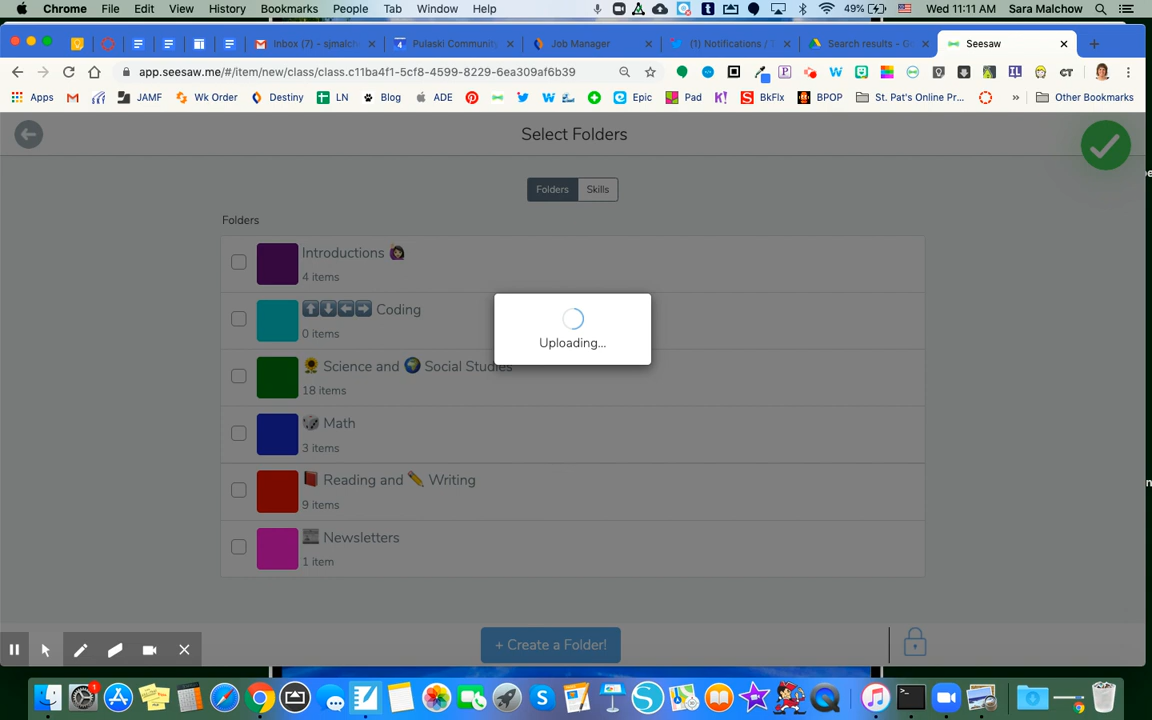 Chrome File Edit View History Bookmarks People Tab Window Help 49% Wed 11:11 AM Sara Malchow
Inbox (7) - sjmalch Pulaski Community Job Manager (1) Notifications / T Search results - Go Seesaw
app.seesaw.me/#/item/new/class/class.c11ba4f1-5cf8-4599-8229-6ea309af6b39
Apps JAMF Wk Order Destiny LN Blog ADE Epic Pad BkFlx BPOP St. Pat's Online Pr... Other Bookmarks
Select Folders
Folders Skills
Folders
Introductions
4 items
Coding
0 items
Science and Social Studies
18 items
Math
3 items
Reading and Writing
9 items
Newsletters
1 item
Uploading...
+ Create a Folder!